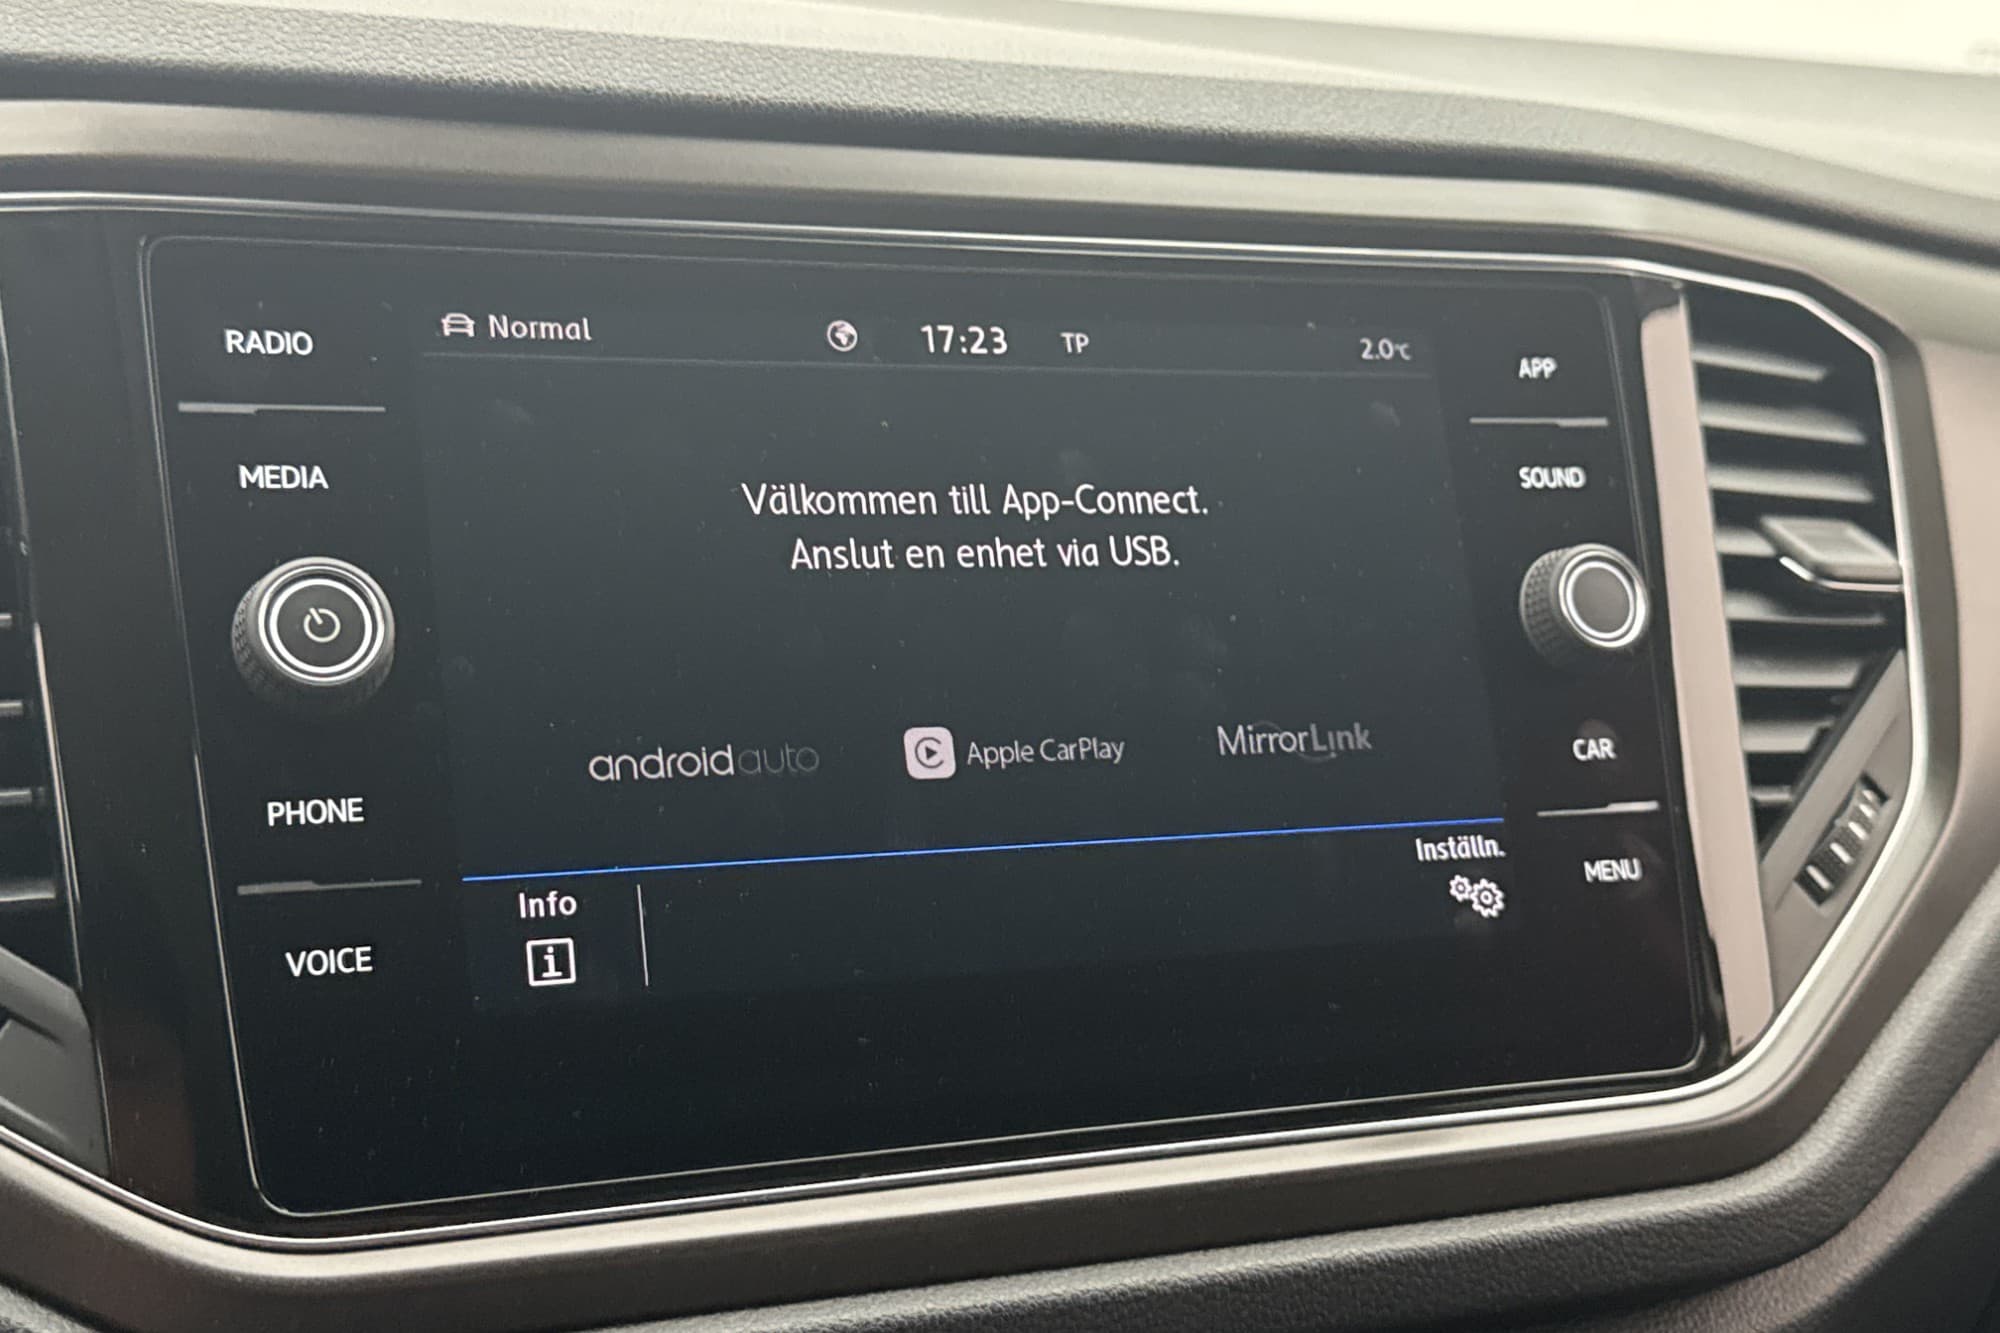 RADIO
MEDIA
PHONE
VOICE
Normal
17:23
TP
2.0°C
Välkommen till App-Connect.
Anslut en enhet via USB.
androidauto
Apple CarPlay
MirrorLink
Info
i
Inställn.
APP
SOUND
CAR
MENU